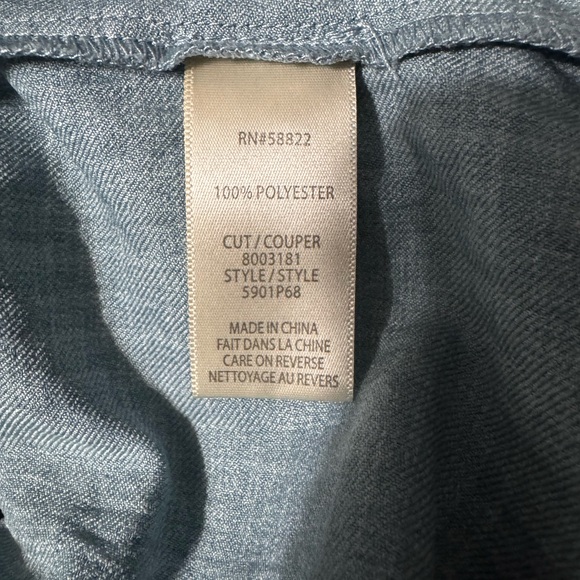 RN#58822
100% POLYESTER
CUT / COUPER
8003181
STYLE / STYLE
5901P68
MADE IN CHINA
FAIT DANS LA CHINE
CARE ON REVERSE
NETTOYAGE AU REVERS